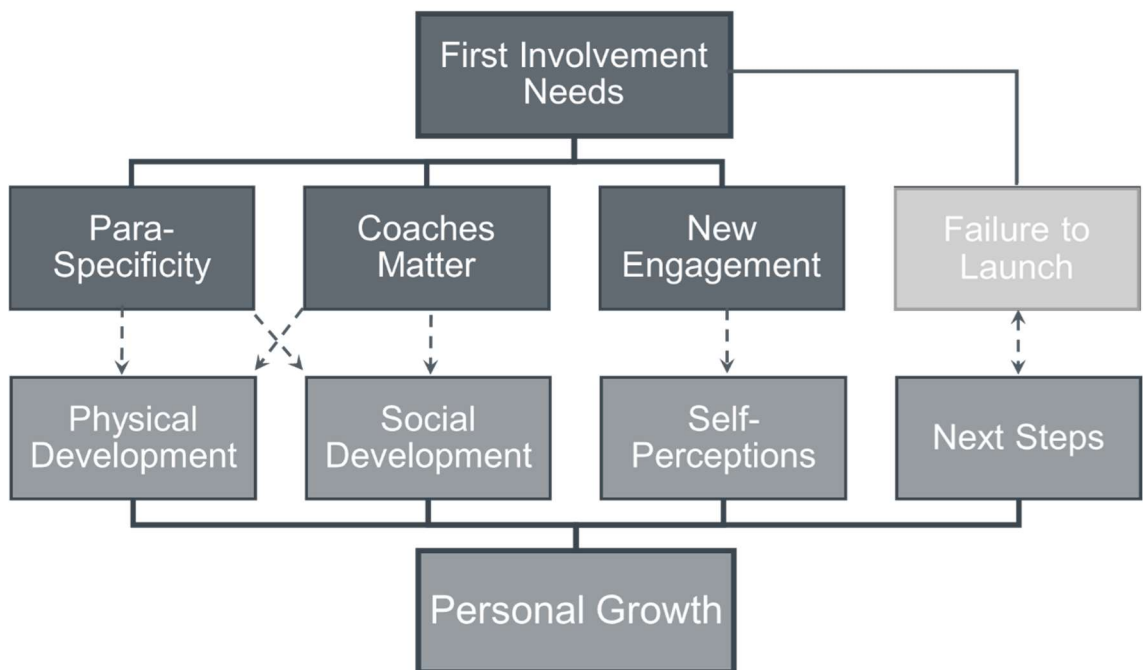 First Involvement
Needs
Para-
Specificity
Coaches
Matter
New
Engagement
Failure to
Launch
Physical
Development
Social
Development
Self-
Perceptions
Next Steps
Personal Growth